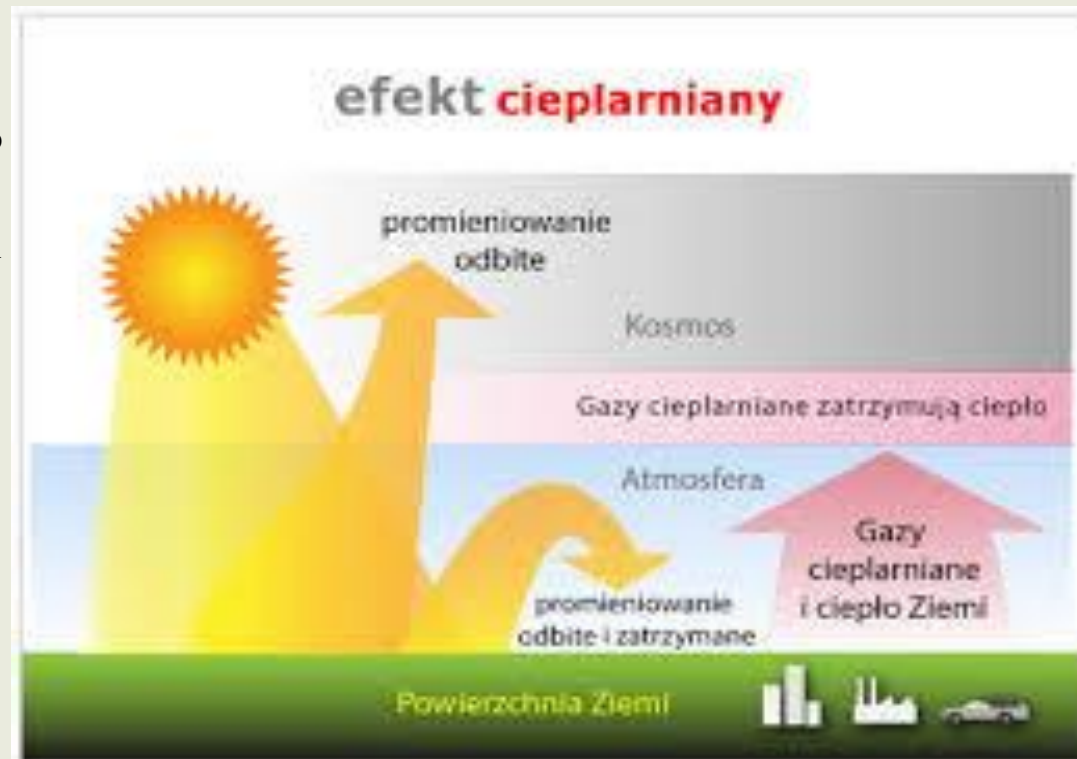 efekt cieplarniany
promieniowanie
odbite
Kosmos
Gazy cieplarniane zatrzymują ciepło
Atmosfera
Gazy
cieplarniane
i ciepło Ziemi
promieniowanie
odbite i zatrzymane
Powierzchnia Ziemi